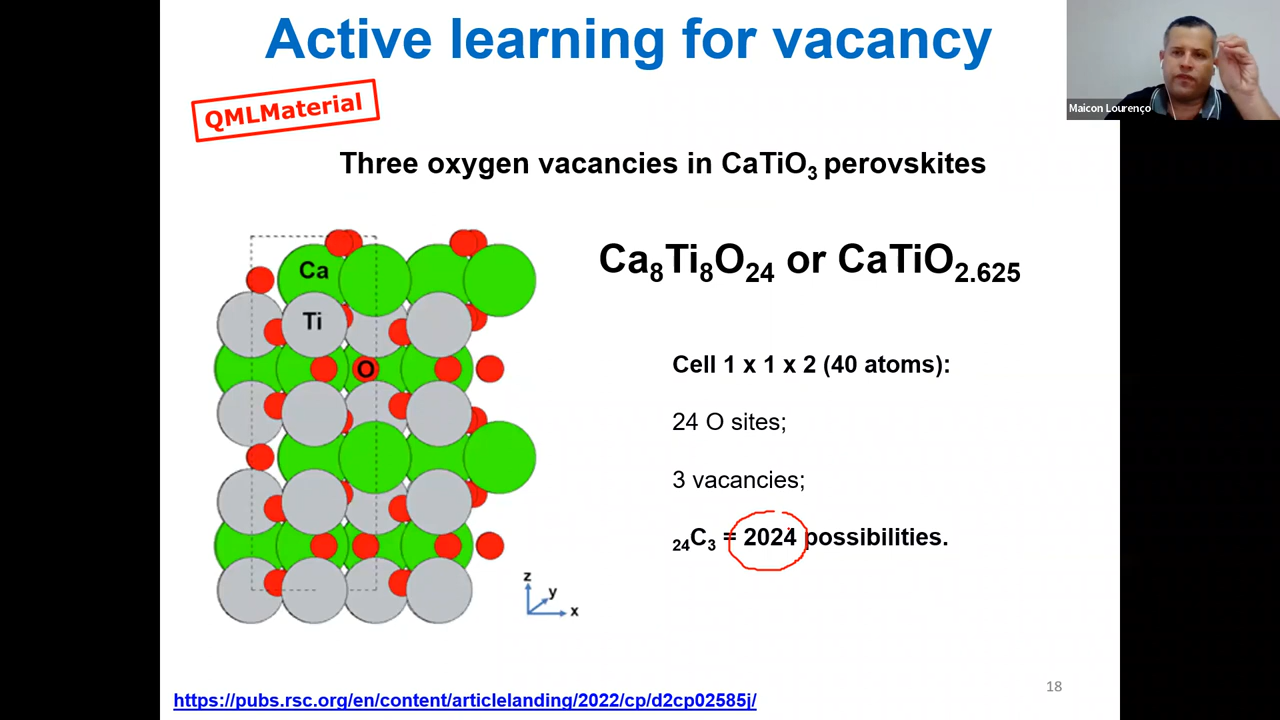 Active learning for vacancy
Maicon Lourenço
QMLMaterial
Three oxygen vacancies in CaTiO₃ perovskites
Ca₈Ti₈O₂₄ or CaTiO₂.₆₂₅
Ca
Ti
O
Cell 1 x 1 x 2 (40 atoms):
24 O sites;
3 vacancies;
₂₄C₃ = 2024 possibilities.
z
y
x
18
https://pubs.rsc.org/en/content/articlelanding/2022/cp/d2cp02585j/